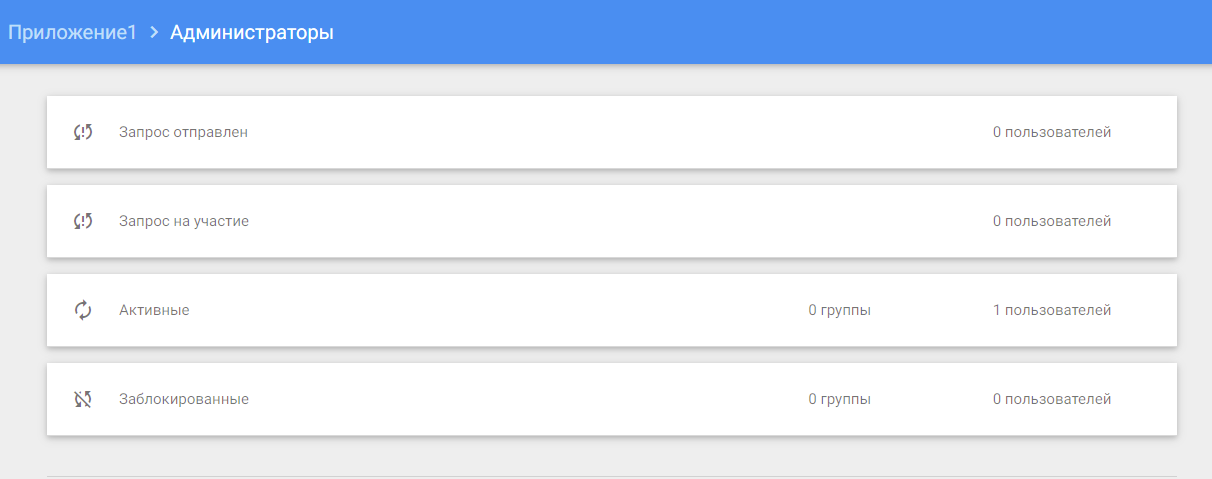 Приложение1 > Администраторы
Запрос отправлен 0 пользователей
Запрос на участие 0 пользователей
Активные 0 группы 1 пользователей
Заблокированные 0 группы 0 пользователей